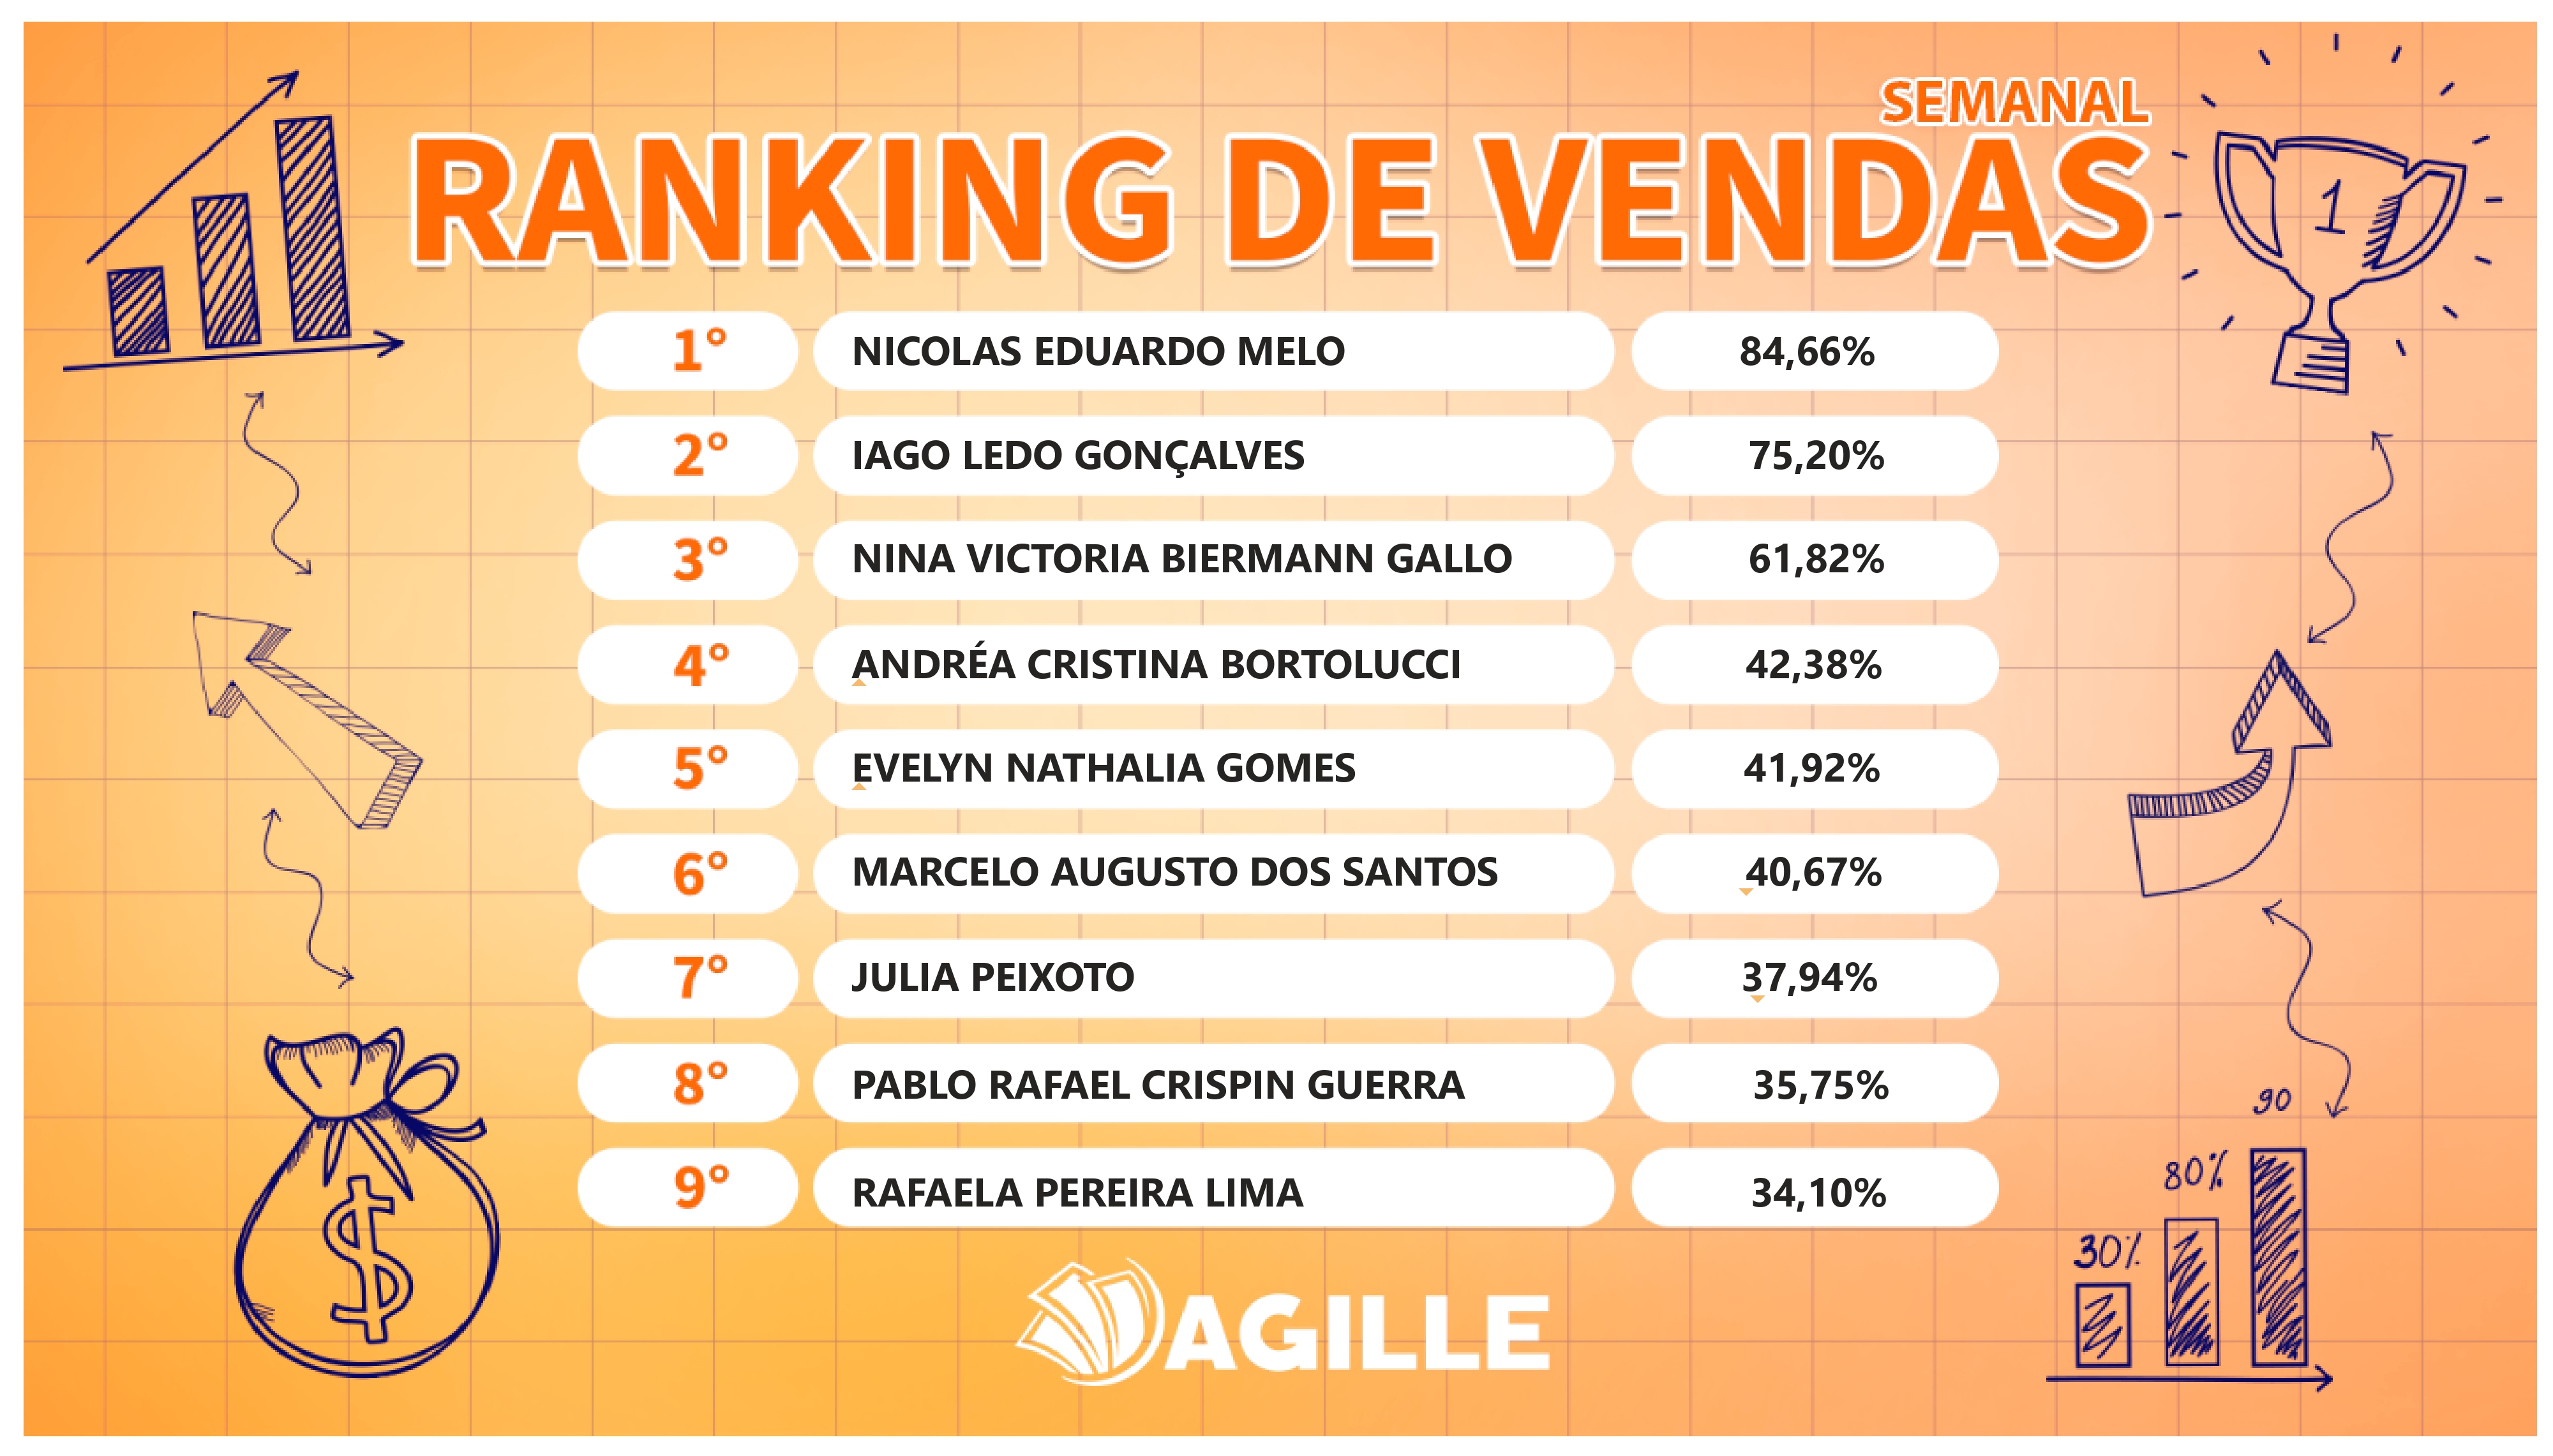 SEMANAL
RANKING DE VENDAS
1
1° NICOLAS EDUARDO MELO 84,66%
2° IAGO LEDO GONÇALVES 75,20%
3° NINA VICTORIA BIERMANN GALLO 61,82%
4° ANDRÉA CRISTINA BORTOLUCCI 42,38%
5° EVELYN NATHALIA GOMES 41,92%
6° MARCELO AUGUSTO DOS SANTOS 40,67%
7° JULIA PEIXOTO 37,94%
8° PABLO RAFAEL CRISPIN GUERRA 35,75%
9° RAFAELA PEREIRA LIMA 34,10%
90
80%
30%
$
AGILLE